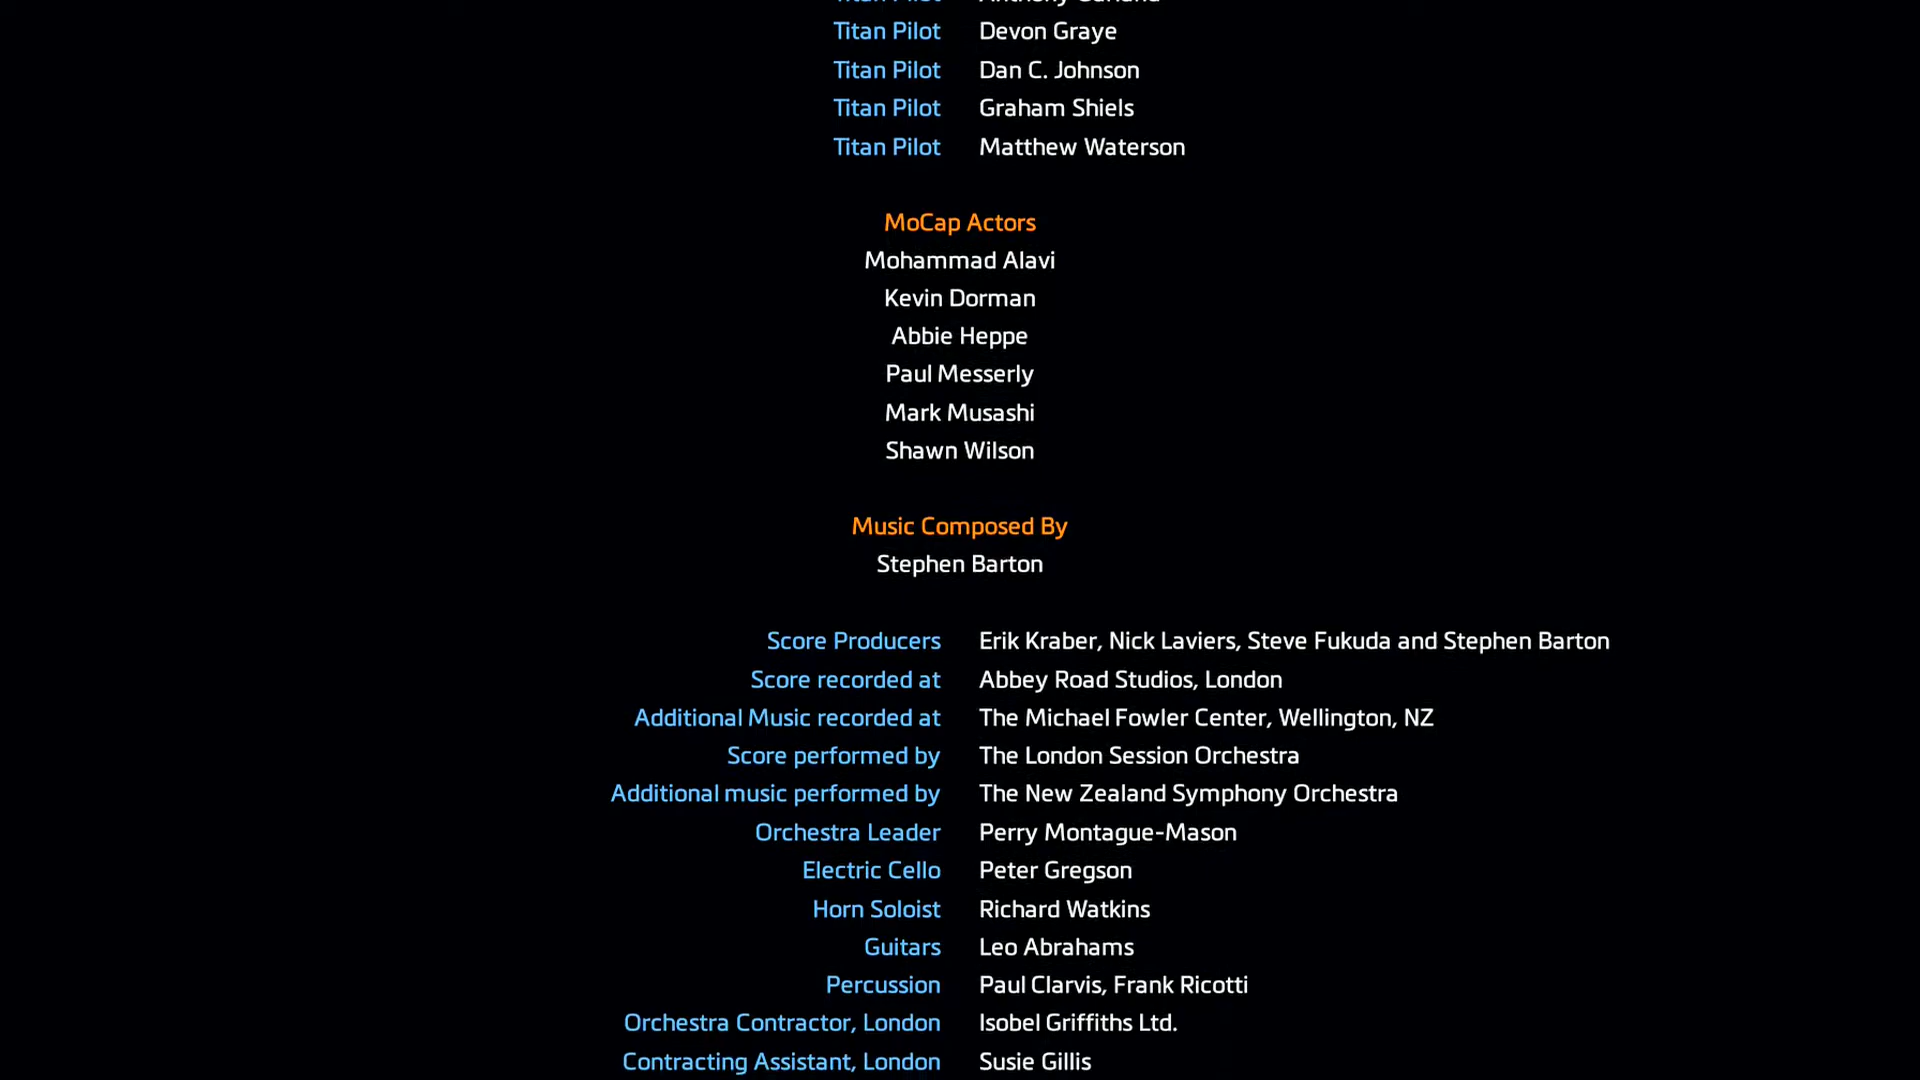 Titan Pilot Devon Graye
Titan Pilot Dan C. Johnson
Titan Pilot Graham Shiels
Titan Pilot Matthew Waterson
MoCap Actors
Mohammad Alavi
Kevin Dorman
Abbie Heppe
Paul Messerly
Mark Musashi
Shawn Wilson
Music Composed By
Stephen Barton
Score Producers Erik Kraber, Nick Laviers, Steve Fukuda and Stephen Barton
Score recorded at Abbey Road Studios, London
Additional Music recorded at The Michael Fowler Center, Wellington, NZ
Score performed by The London Session Orchestra
Additional music performed by The New Zealand Symphony Orchestra
Orchestra Leader Perry Montague-Mason
Electric Cello Peter Gregson
Horn Soloist Richard Watkins
Guitars Leo Abrahams
Percussion Paul Clarvis, Frank Ricotti
Orchestra Contractor, London Isobel Griffiths Ltd.
Contracting Assistant, London Susie Gillis